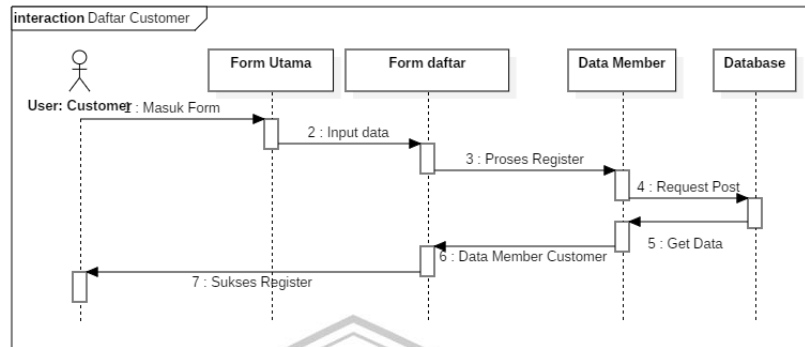 interaction Daftar Customer
Form Utama
Form daftar
Data Member
Database
User: Customer
1 : Masuk Form
2 : Input data
3 : Proses Register
4 : Request Post
5 : Get Data
6 : Data Member Customer
7 : Sukses Register